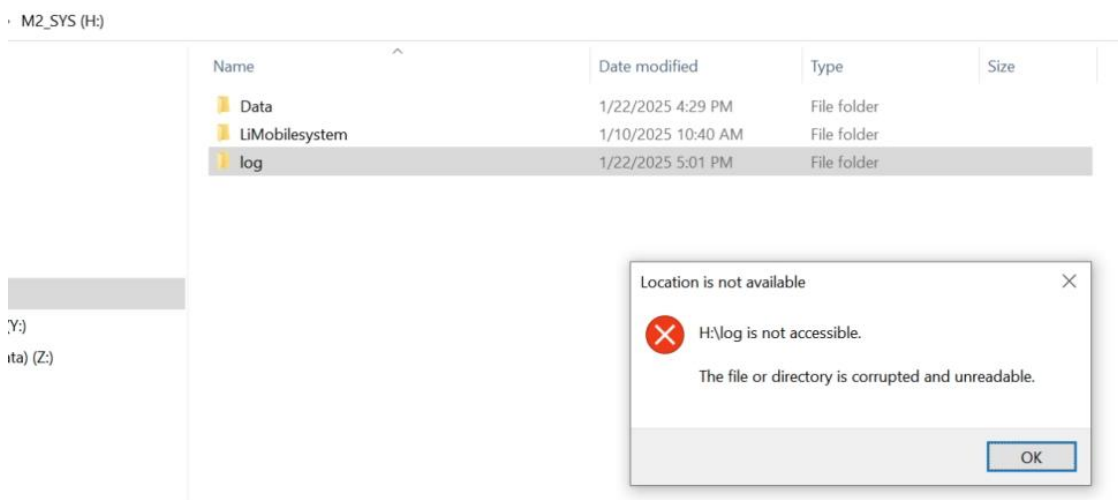 › M2_SYS (H:)
Name Date modified Type Size
Data 1/22/2025 4:29 PM File folder
LiMobilesystem 1/10/2025 10:40 AM File folder
log 1/22/2025 5:01 PM File folder
Location is not available
H:\log is not accessible.
The file or directory is corrupted and unreadable.
OK
(Y:)
ata) (Z:)